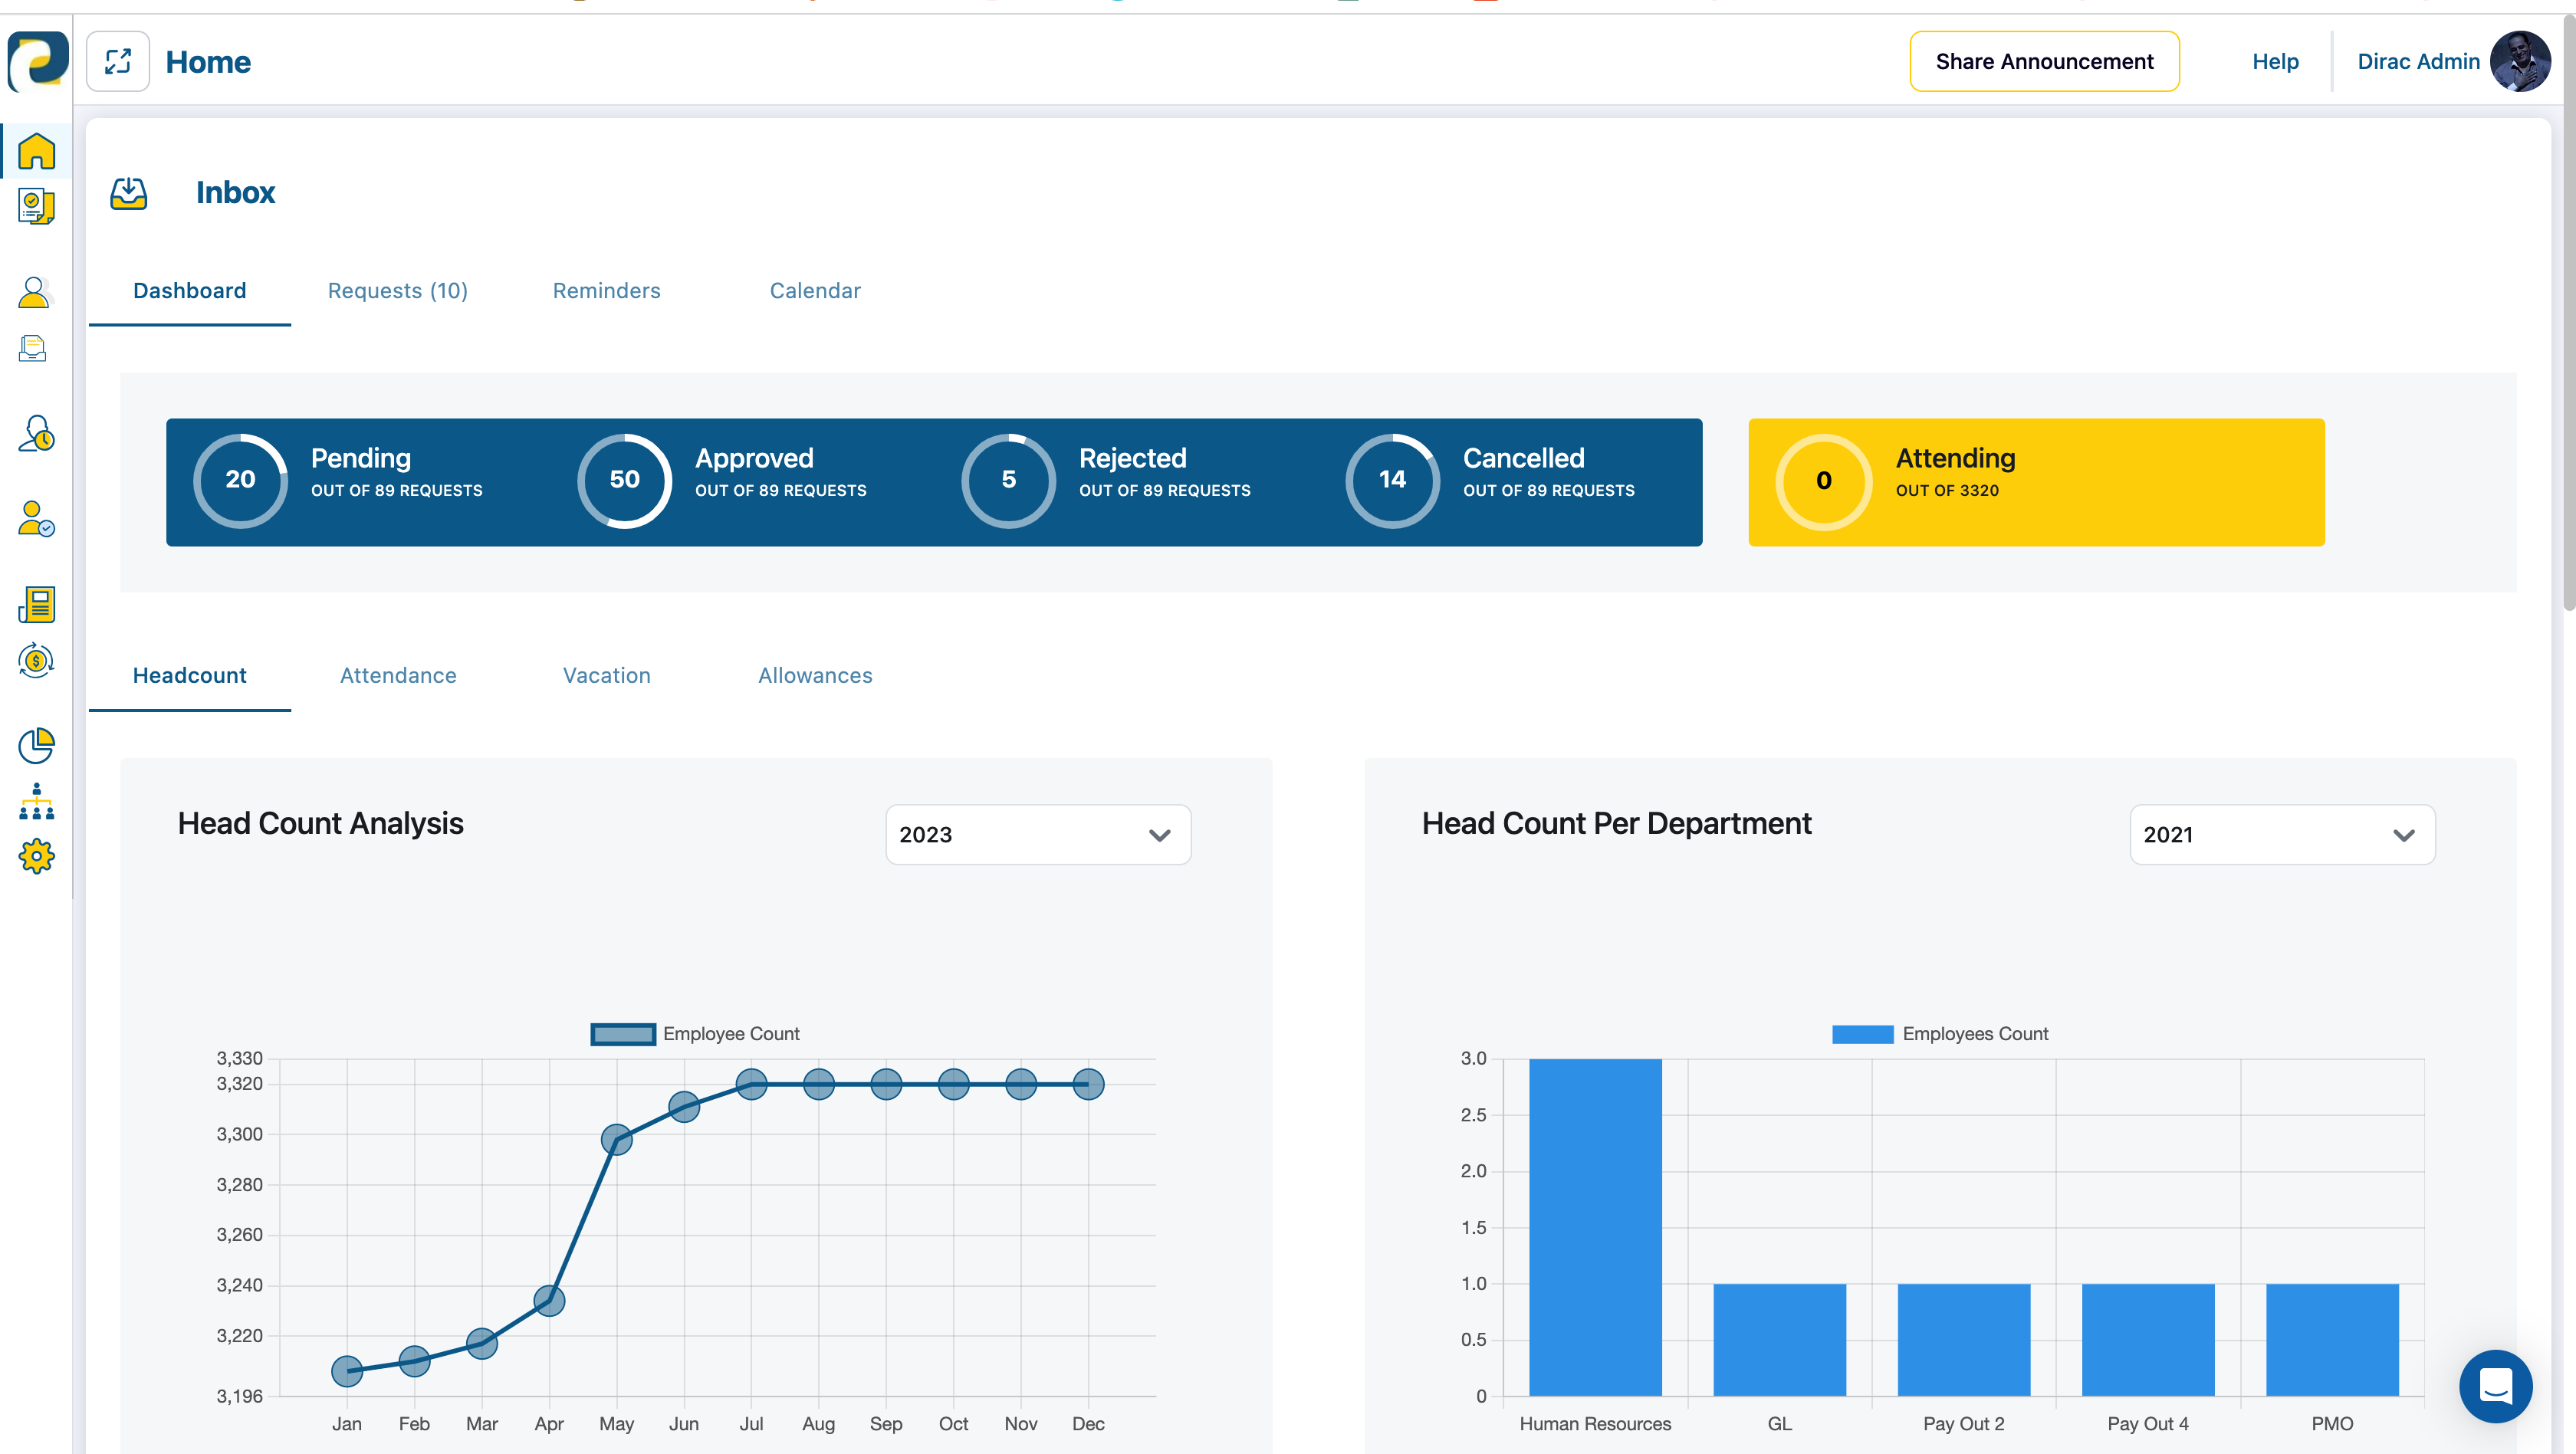 Home
Share Announcement
Help
Dirac Admin
Inbox
Dashboard
Requests (10)
Reminders
Calendar
20
Pending
OUT OF 89 REQUESTS
50
Approved
OUT OF 89 REQUESTS
5
Rejected
OUT OF 89 REQUESTS
14
Cancelled
OUT OF 89 REQUESTS
0
Attending
OUT OF 3320
Headcount
Attendance
Vacation
Allowances
Head Count Analysis
2023
Employee Count
3,330
3,320
3,300
3,280
3,260
3,240
3,220
3,196
Jan Feb Mar Apr May Jun Jul Aug Sep Oct Nov Dec
Head Count Per Department
2021
Employees Count
3.0
2.5
2.0
1.5
1.0
0.5
0
Human Resources GL Pay Out 2 Pay Out 4 PMO